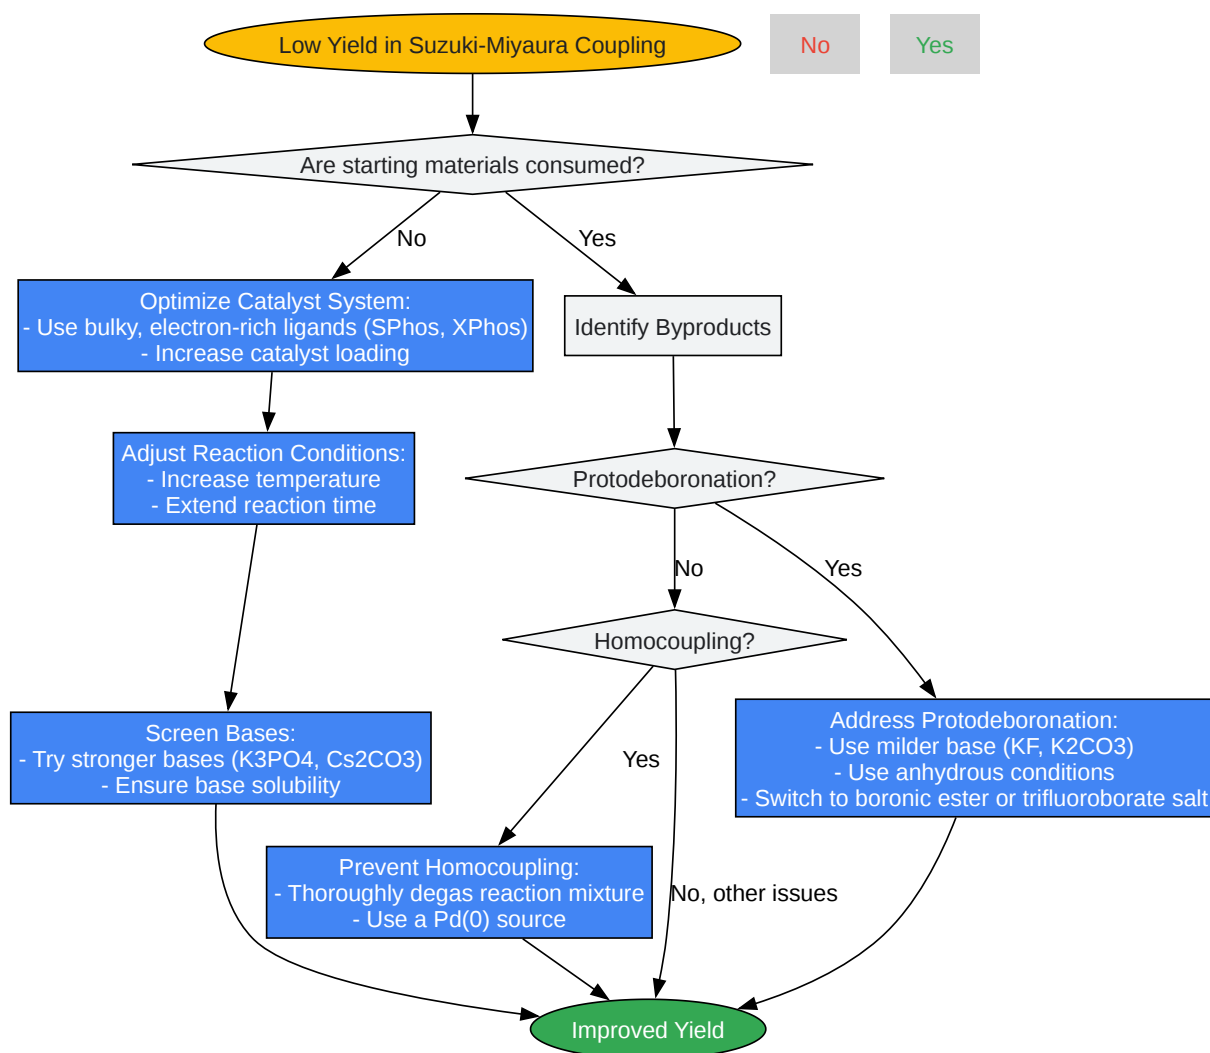 Low Yield in Suzuki-Miyaura Coupling
No
Yes
Are starting materials consumed?
No
Yes
Optimize Catalyst System:
- Use bulky, electron-rich ligands (SPhos, XPhos)
- Increase catalyst loading
Identify Byproducts
Adjust Reaction Conditions:
- Increase temperature
- Extend reaction time
Protodeboronation?
No
Yes
Homocoupling?
Screen Bases:
- Try stronger bases (K3PO4, Cs2CO3)
- Ensure base solubility
Yes
Address Protodeboronation:
- Use milder base (KF, K2CO3)
- Use anhydrous conditions
- Switch to boronic ester or trifluoroborate salt
Prevent Homocoupling:
- Thoroughly degas reaction mixture
- Use a Pd(0) source
No, other issues
Improved Yield